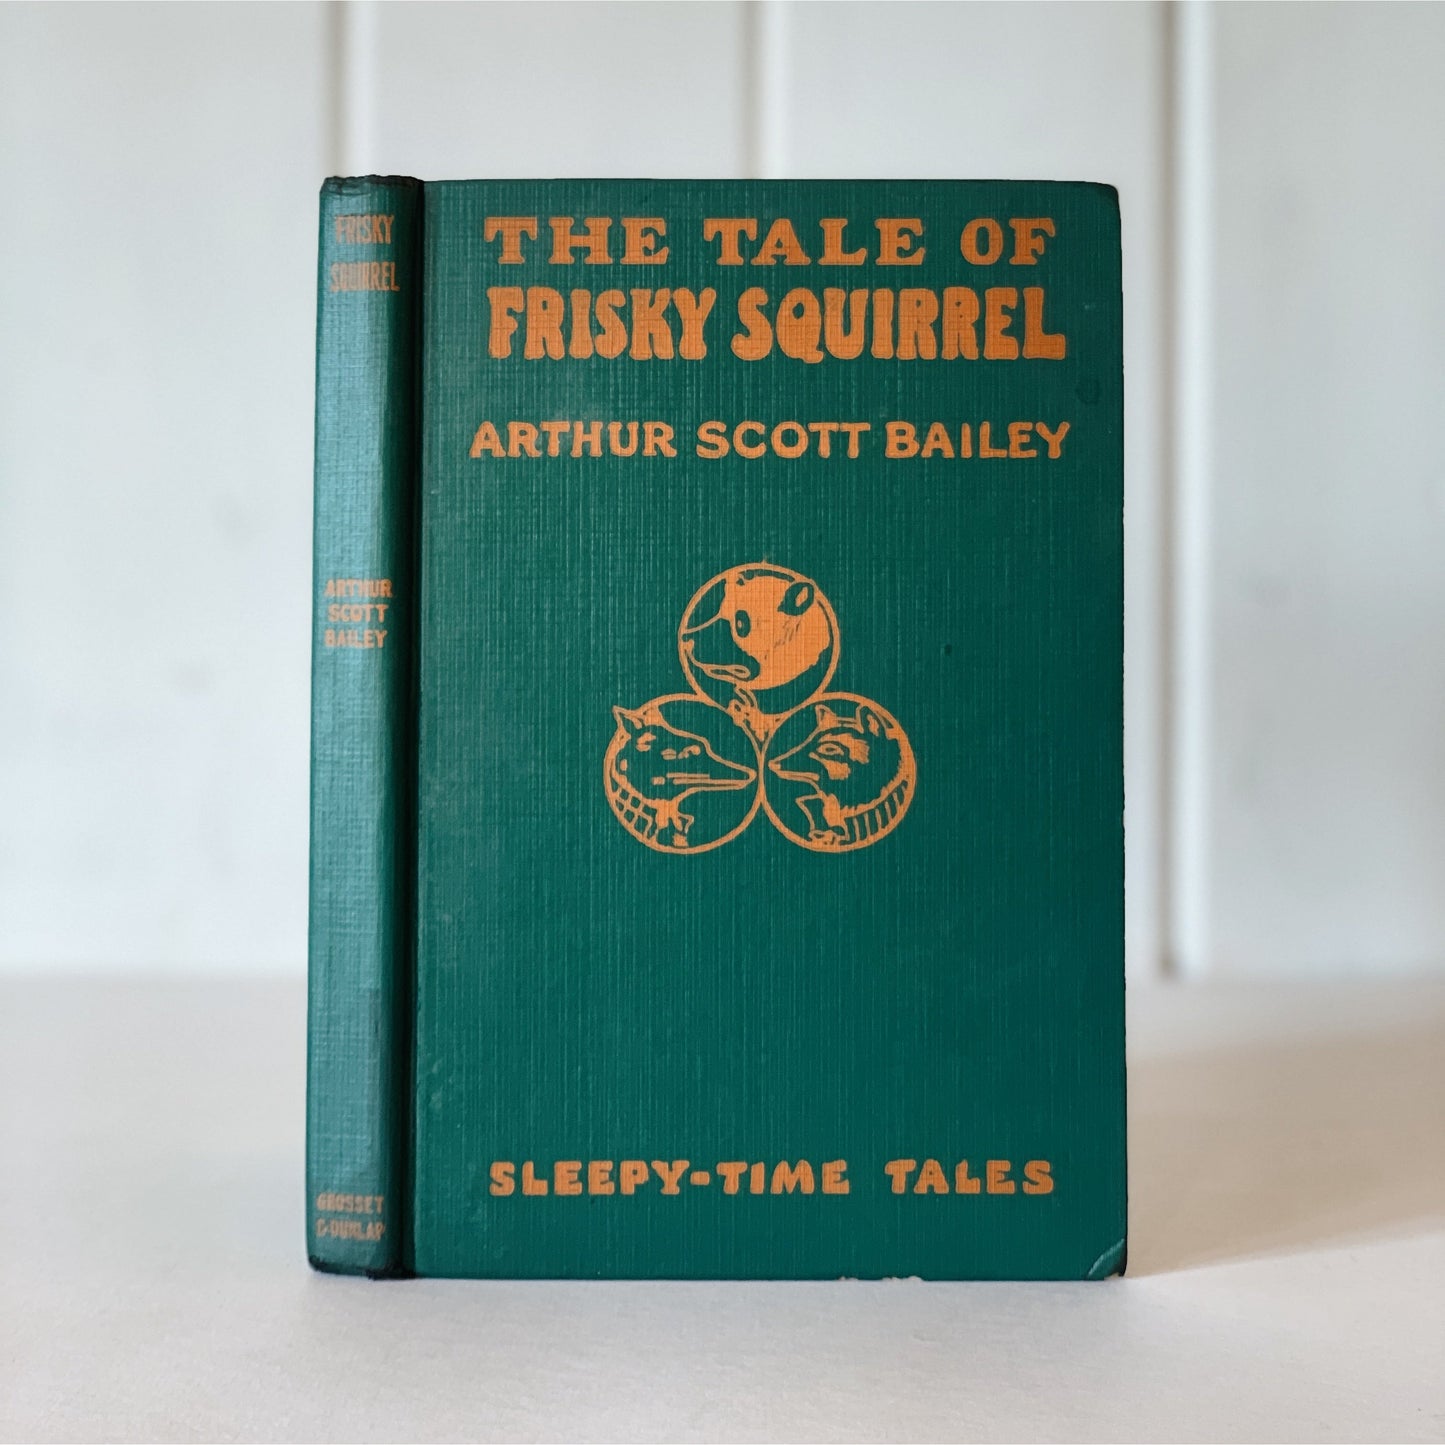 FRISKY
SQUIRREL
ARTHUR
SCOTT
BAILEY
GROSSET
& DUNLAP
THE TALE OF
FRISKY SQUIRREL
ARTHUR SCOTT BAILEY
SLEEPY-TIME TALES